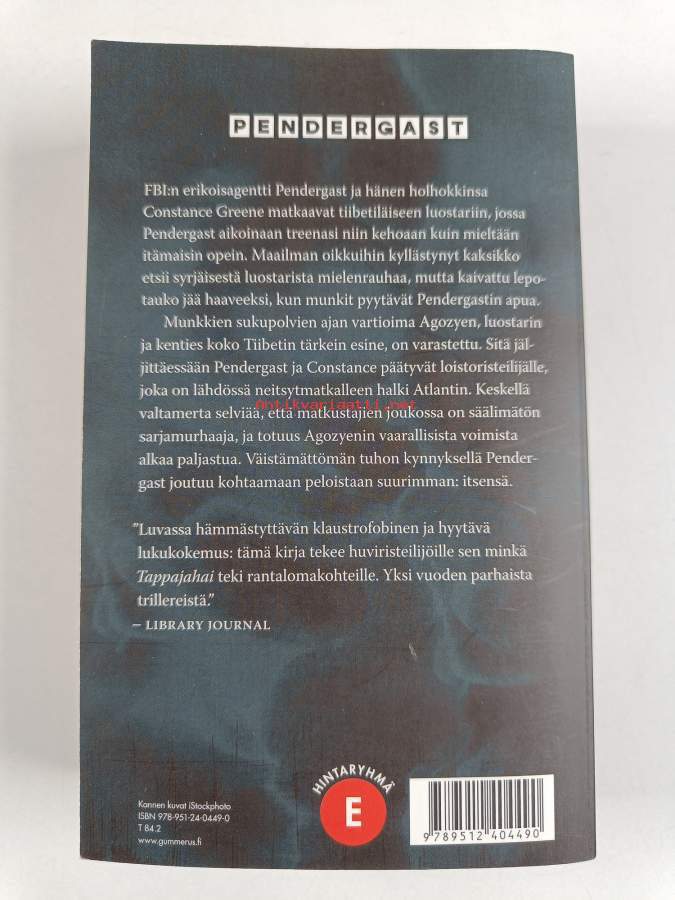 PENDERGAST
FBI:n erikoisagentti Pendergast ja hänen holhokkinsa
Constance Greene matkaavat tiibetiläiseen luostariin, jossa
Pendergast aikoinaan treenasi niin kehoaan kuin mieltään
itämaisin opein. Maailman oikkuihin kyllästynyt kaksikko
etsii syrjäisestä luostarista mielenrauhaa, mutta kaivattu lepo-
tauko jää haaveeksi, kun munkit pyytävät Pendergastin apua.
Munkkien sukupolvien ajan vartioima Agozyen, luostarin
ja kenties koko Tiibetin tärkein esine, on varastettu. Sitä jäl-
jittäessään Pendergast ja Constance päätyvät loistoristeilijälle,
joka on lähdössä neitsytmatkalleen halki Atlantin. Keskellä
antikvariaatti.net
valtamerta selviää, että matkustajien joukossa on säälimätön
sarjamurhaaja, ja totuus Agozyenin vaarallisista voimista
alkaa paljastua. Väistämättömän tuhon kynnyksellä Pender-
gast joutuu kohtaamaan peloistaan suurimman: itsensä.
"Luvassa hämmästyttävän klaustrofobinen ja hyytävä
lukukokemus: tämä kirja tekee huviristeilijöille sen minkä
Tappajahai teki rantalomakohteille. Yksi vuoden parhaista
trillereistä."
– LIBRARY JOURNAL
Kannen kuvat iStockphoto
ISBN 978-951-24-0449-0
T 84.2
www.gummerus.fi
HINTARYHMÄ
E
9 789512 404490